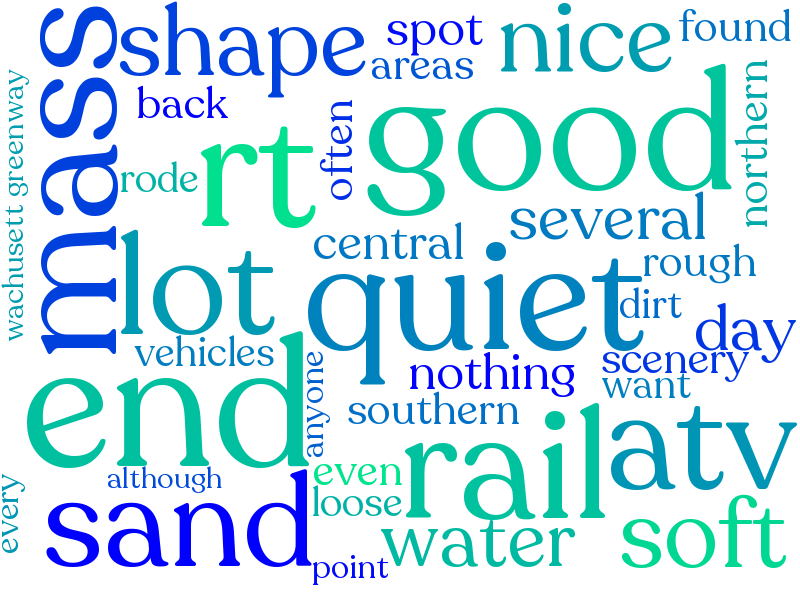 mass
shape
spot
nice
found
areas
back
good
northern
wachusett greenway
rode
rt
often
several
central
lot
quiet
rough
dirt
day
vehicles
nothing
scenery
want
end
anyone
southern
rail
atv
although
even
every
sand
loose
water
soft
point